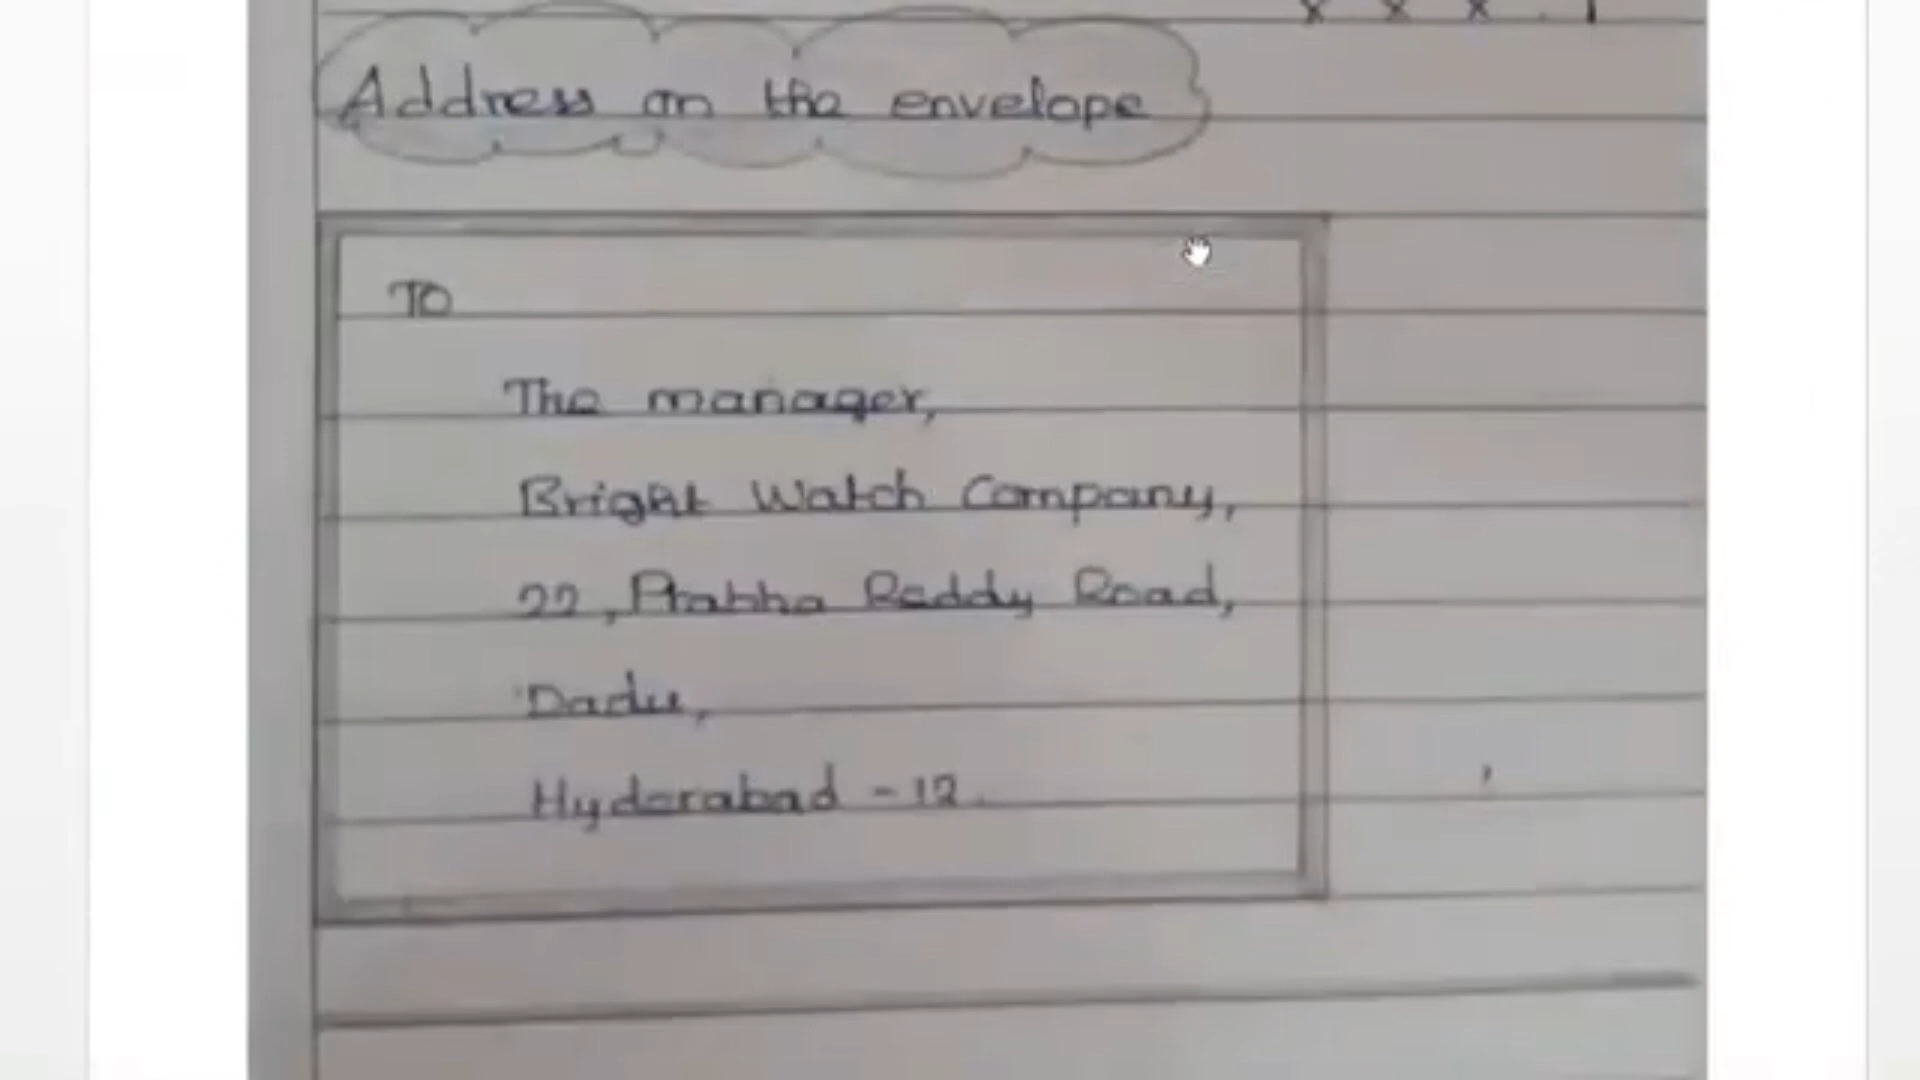 x x x .
Address on the envelope
TO
The manager,
Bright Watch Company,
22, Prabha Reddy Road,
Dadu,
Hyderabad - 12.